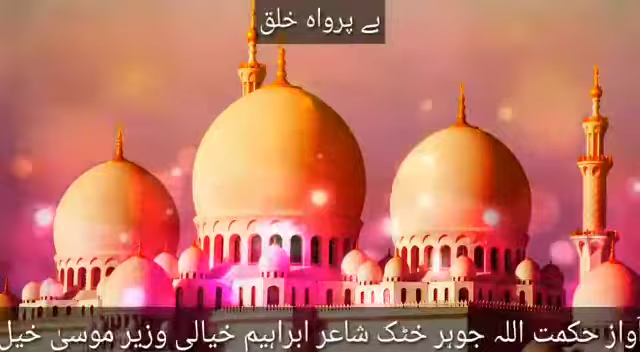 بے پرواہ خلق
آواز حکمت اللہ جوہر خٹک شاعر ابراہیم خیالی وزیر موسیٰ خیل